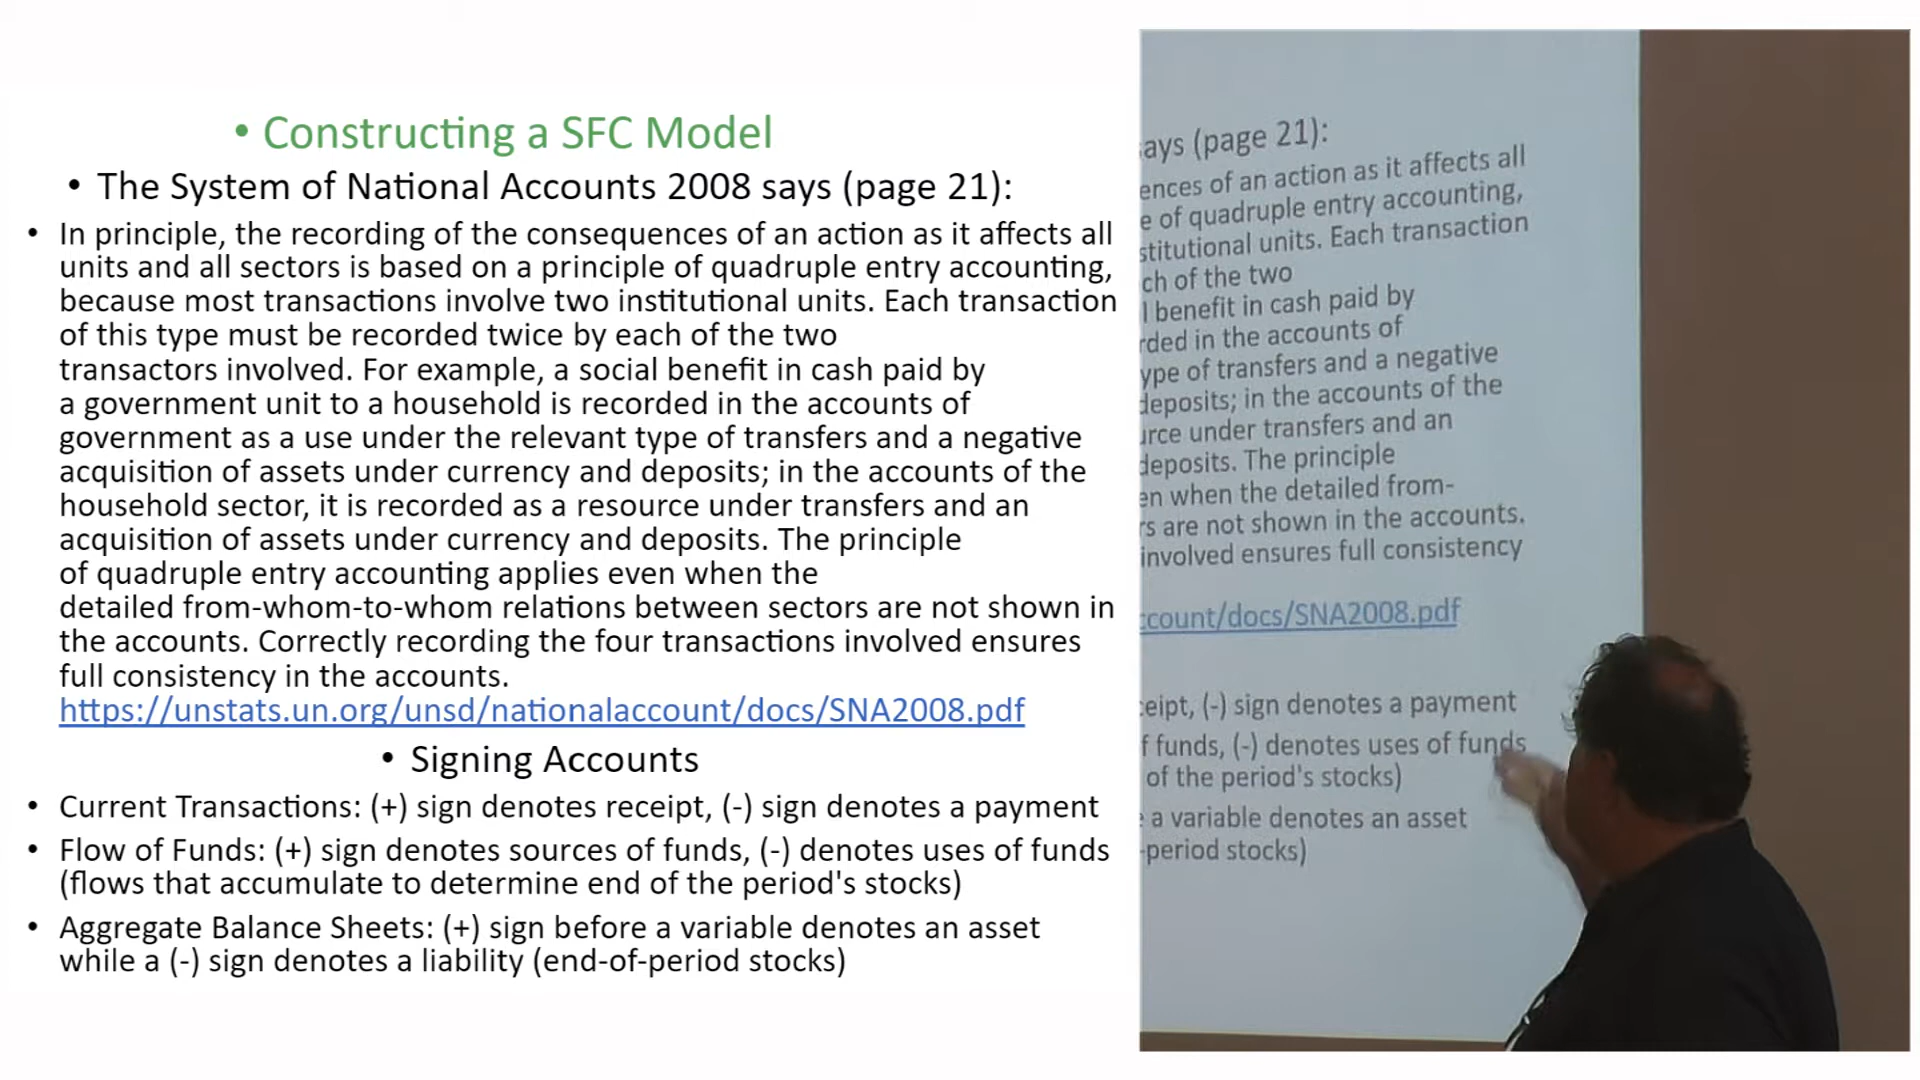 • Constructing a SFC Model
• The System of National Accounts 2008 says (page 21):
• In principle, the recording of the consequences of an action as it affects all
units and all sectors is based on a principle of quadruple entry accounting,
because most transactions involve two institutional units. Each transaction
of this type must be recorded twice by each of the two
transactors involved. For example, a social benefit in cash paid by
a government unit to a household is recorded in the accounts of
government as a use under the relevant type of transfers and a negative
acquisition of assets under currency and deposits; in the accounts of the
household sector, it is recorded as a resource under transfers and an
acquisition of assets under currency and deposits. The principle
of quadruple entry accounting applies even when the
detailed from-whom-to-whom relations between sectors are not shown in
the accounts. Correctly recording the four transactions involved ensures
full consistency in the accounts.
https://unstats.un.org/unsd/nationalaccount/docs/SNA2008.pdf
• Signing Accounts
• Current Transactions: (+) sign denotes receipt, (-) sign denotes a payment
• Flow of Funds: (+) sign denotes sources of funds, (-) denotes uses of funds
(flows that accumulate to determine end of the period's stocks)
• Aggregate Balance Sheets: (+) sign before a variable denotes an asset
while a (-) sign denotes a liability (end-of-period stocks)
ays (page 21):
ences of an action as it affects all
e of quadruple entry accounting,
stitutional units. Each transaction
ch of the two
l benefit in cash paid by
rded in the accounts of
ype of transfers and a negative
deposits; in the accounts of the
urce under transfers and an
deposits. The principle
en when the detailed from-
rs are not shown in the accounts.
involved ensures full consistency
ccount/docs/SNA2008.pdf
eipt, (-) sign denotes a payment
f funds, (-) denotes uses of funds
of the period's stocks)
e a variable denotes an asset
-period stocks)